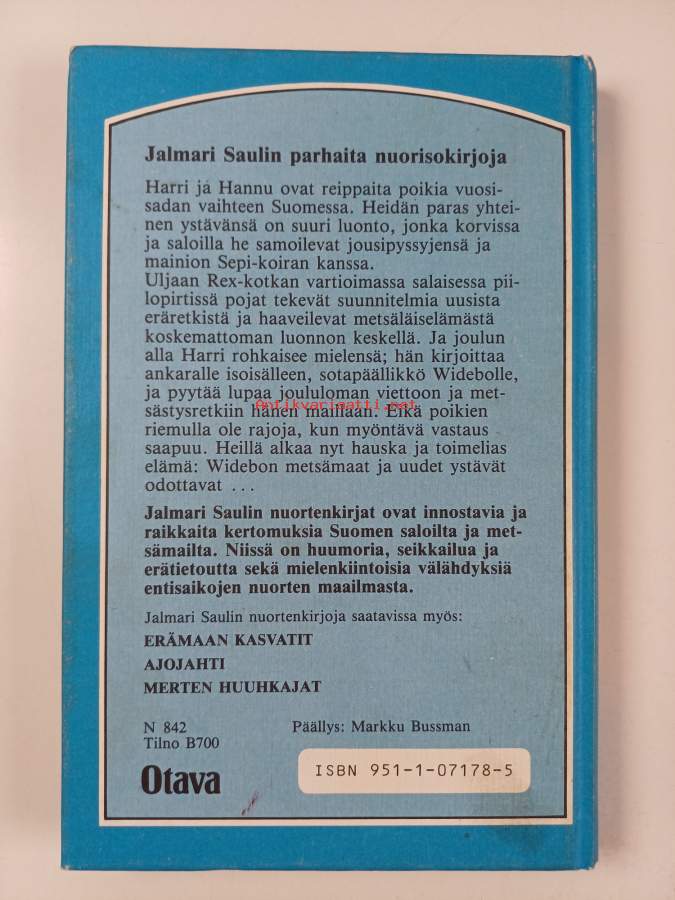 Jalmari Saulin parhaita nuorisokirjoja
Harri ja Hannu ovat reippaita poikia vuosi-
sadan vaihteen Suomessa. Heidän paras yhtei-
nen ystävänsä on suuri luonto, jonka korvissa
ja saloilla he samoilevat jousipyssyjensä ja
mainion Sepi-koiran kanssa.
Uljaan Rex-kotkan vartioimassa salaisessa pii-
lopirtissä pojat tekevät suunnitelmia uusista
eräretkistä ja haaveilevat metsäläiselämästä
koskemattoman luonnon keskellä. Ja joulun
alla Harri rohkaisee mielensä; hän kirjoittaa
ankaralle isoisälleen, sotapäällikkö Widebolle,
ja pyytää lupaa joululoman viettoon ja met-
sästysretkiin hänen maillaan. Eikä poikien
Antikvariaatti.net
riemulla ole rajoja, kun myöntävä vastaus
saapuu. Heillä alkaa nyt hauska ja toimelias
elämä: Widebon metsämaat ja uudet ystävät
odottavat ...
Jalmari Saulin nuortenkirjat ovat innostavia ja
raikkaita kertomuksia Suomen saloilta ja met-
sämailta. Niissä on huumoria, seikkailua ja
erätietoutta sekä mielenkiintoisia välähdyksiä
entisaikojen nuorten maailmasta.
Jalmari Saulin nuortenkirjoja saatavissa myös:
ERÄMAAN KASVATIT
AJOJAHTI
MERTEN HUUHKAJAT
N 842
Tilno B700
Päällys: Markku Bussman
Otava
ISBN 951-1-07178-5